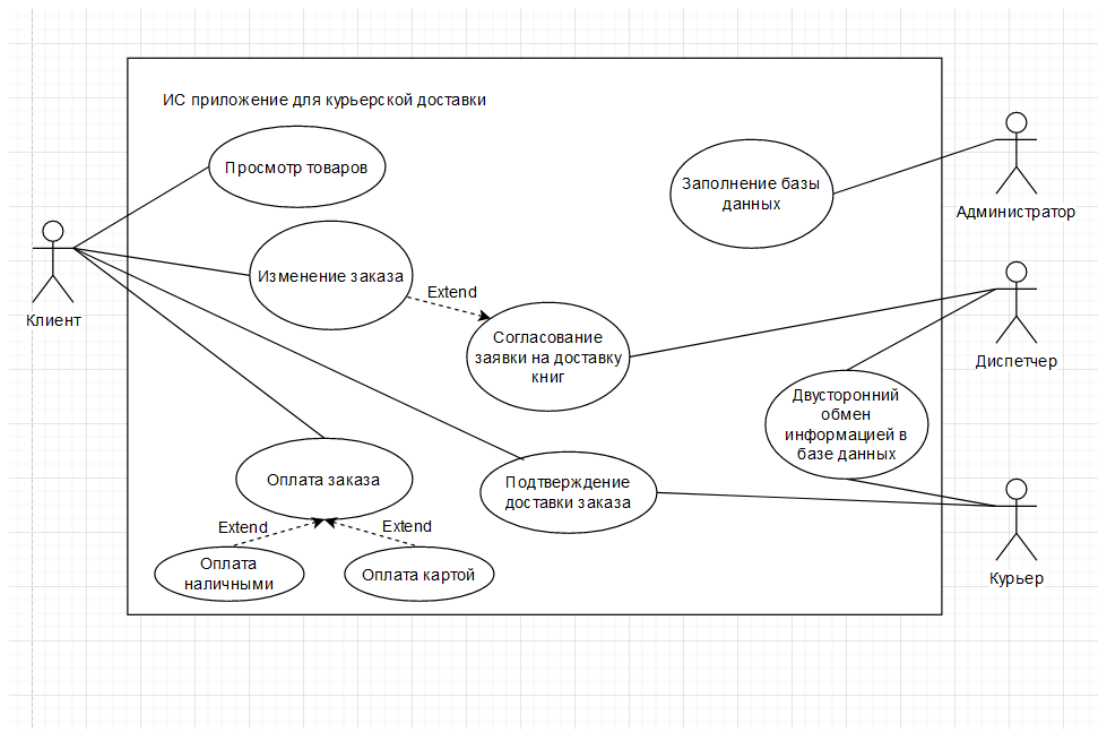 ИС приложение для курьерской доставки
Просмотр товаров
Заполнение базы
данных
Администратор
Изменение заказа
Extend
Клиент
Согласование
заявки на доставку
книг
Диспетчер
Двусторонний
обмен
информацией в
базе данных
Оплата заказа
Подтверждение
доставки заказа
Extend
Extend
Оплата
наличными
Оплата картой
Курьер